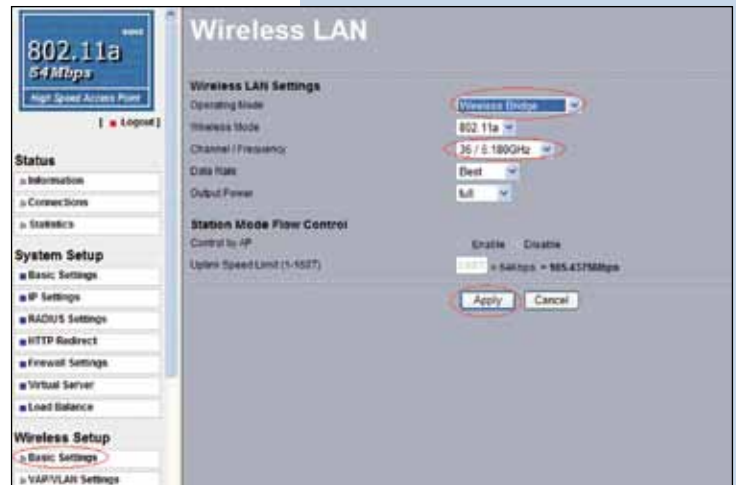 802.11a
54Mbps
High Speed Access Point
[ Logout ]
Status
Information
Connections
Statistics
System Setup
Basic Settings
IP Settings
RADIUS Settings
HTTP Redirect
Firewall Settings
Virtual Server
Load Balance
Wireless Setup
Basic Settings
VAP/VLAN Settings
Wireless LAN
Wireless LAN Settings
Operating Mode Wireless Bridge
Wireless Mode 802.11a
Channel / Frequency 36 / 5.180GHz
Data Rate Best
Output Power full
Station Mode Flow Control
Control by AP Enable Disable
Uplink Speed Limit (1-1687) × 64kbps =
Apply Cancel